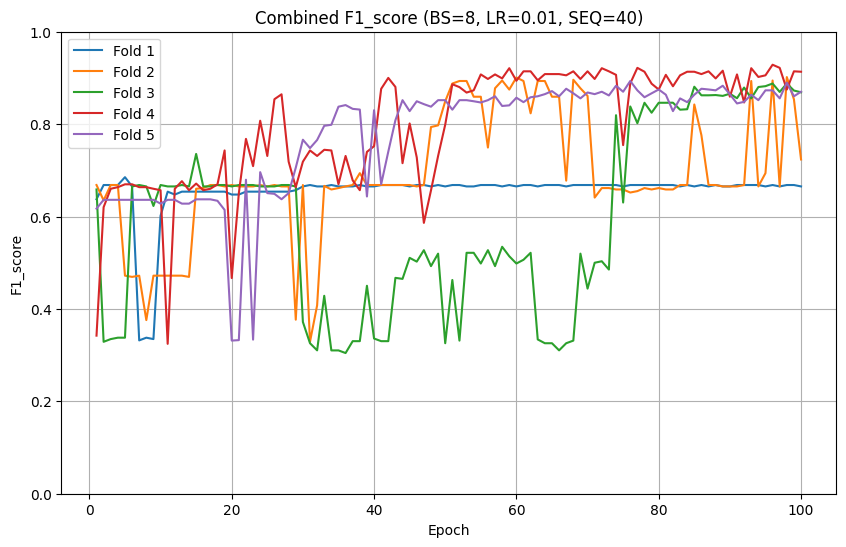 Combined F1_score (BS=8, LR=0.01, SEQ=40)
Fold 1
Fold 2
Fold 3
Fold 4
Fold 5
F1_score
1.0
0.8
0.6
0.4
0.2
0.0
0 20 40 60 80 100
Epoch